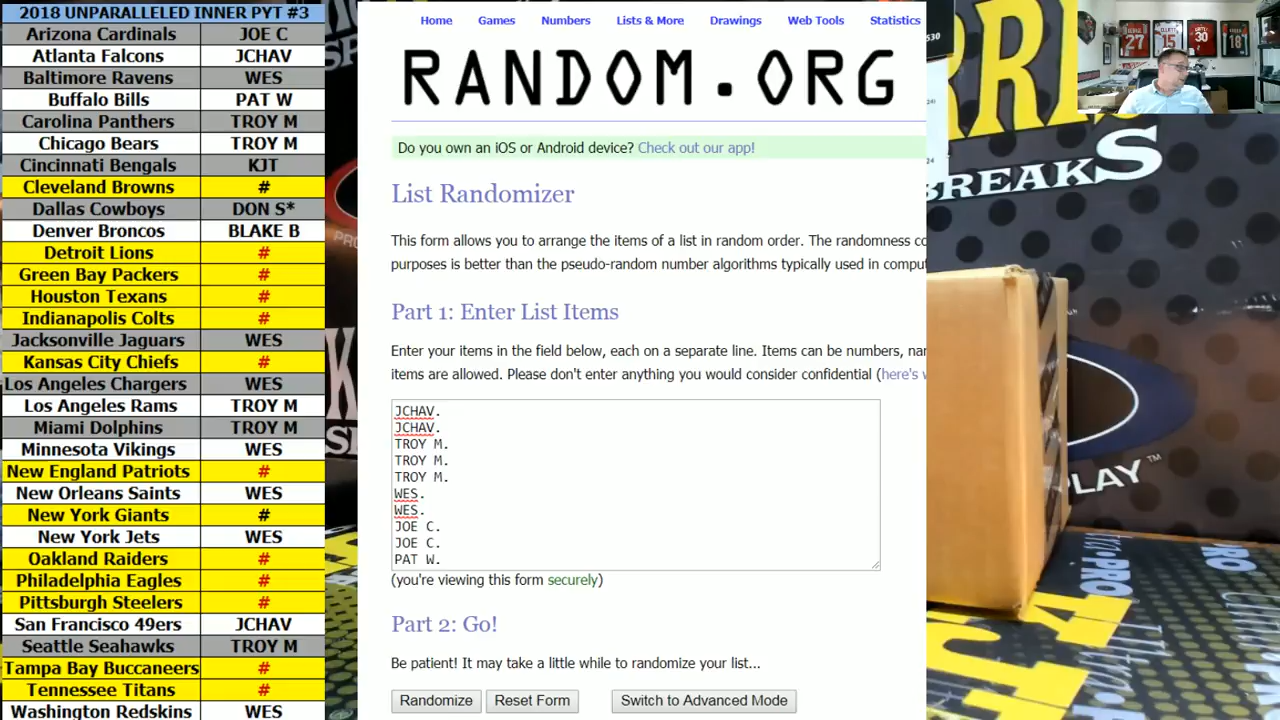 2018 UNPARALLELED INNER PYT #3
Arizona Cardinals JOE C
Atlanta Falcons JCHAV
Baltimore Ravens WES
Buffalo Bills PAT W
Carolina Panthers TROY M
Chicago Bears TROY M
Cincinnati Bengals KJT
Cleveland Browns #
Dallas Cowboys DON S*
Denver Broncos BLAKE B
Detroit Lions #
Green Bay Packers #
Houston Texans #
Indianapolis Colts #
Jacksonville Jaguars WES
Kansas City Chiefs #
Los Angeles Chargers WES
Los Angeles Rams TROY M
Miami Dolphins TROY M
Minnesota Vikings WES
New England Patriots #
New Orleans Saints WES
New York Giants #
New York Jets WES
Oakland Raiders #
Philadelphia Eagles #
Pittsburgh Steelers #
San Francisco 49ers JCHAV
Seattle Seahawks TROY M
Tampa Bay Buccaneers #
Tennessee Titans #
Washington Redskins WES
Home Games Numbers Lists & More Drawings Web Tools Statistics
RANDOM.ORG
Do you own an iOS or Android device? Check out our app!
List Randomizer
This form allows you to arrange the items of a list in random order. The randomness co
purposes is better than the pseudo-random number algorithms typically used in compu
Part 1: Enter List Items
Enter your items in the field below, each on a separate line. Items can be numbers, nar
items are allowed. Please don't enter anything you would consider confidential (here's w
JCHAV.
JCHAV.
TROY M.
TROY M.
TROY M.
WES.
WES.
JOE C.
JOE C.
PAT W.
(you're viewing this form securely)
Part 2: Go!
Be patient! It may take a little while to randomize your list...
Randomize Reset Form Switch to Advanced Mode
BREAKS
PLAY™
27 15 30 18